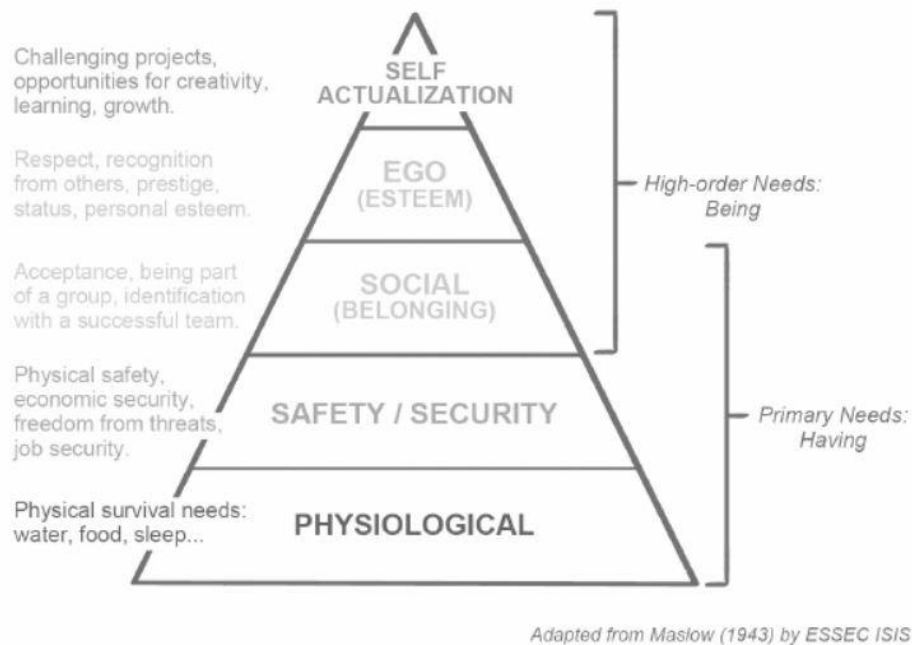 Challenging projects,
opportunities for creativity,
learning, growth.
SELF
ACTUALIZATION
Respect, recognition
from others, prestige,
status, personal esteem.
EGO
(ESTEEM)
High-order Needs:
Being
Acceptance, being part
of a group, identification
with a successful team.
SOCIAL
(BELONGING)
Physical safety,
economic security,
freedom from threats,
job security.
SAFETY / SECURITY
Primary Needs:
Having
Physical survival needs:
water, food, sleep...
PHYSIOLOGICAL
Adapted from Maslow (1943) by ESSEC ISIS